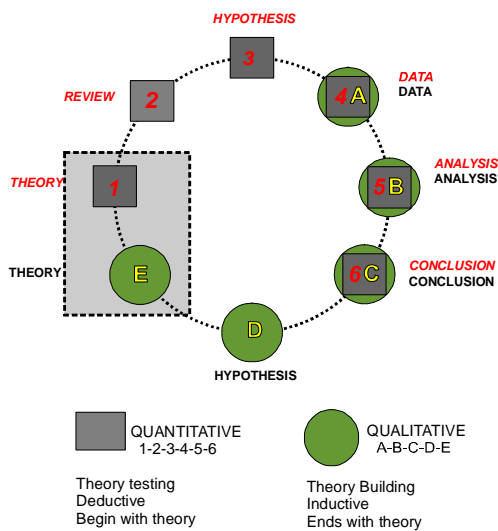 HYPOTHESIS
3
DATA
DATA
4 A
REVIEW
2
ANALYSIS
ANALYSIS
5 B
THEORY
1
THEORY
E
CONCLUSION
CONCLUSION
6 C
D
HYPOTHESIS
QUANTITATIVE
1-2-3-4-5-6
Theory testing
Deductive
Begin with theory
QUALITATIVE
A-B-C-D-E
Theory Building
Inductive
Ends with theory